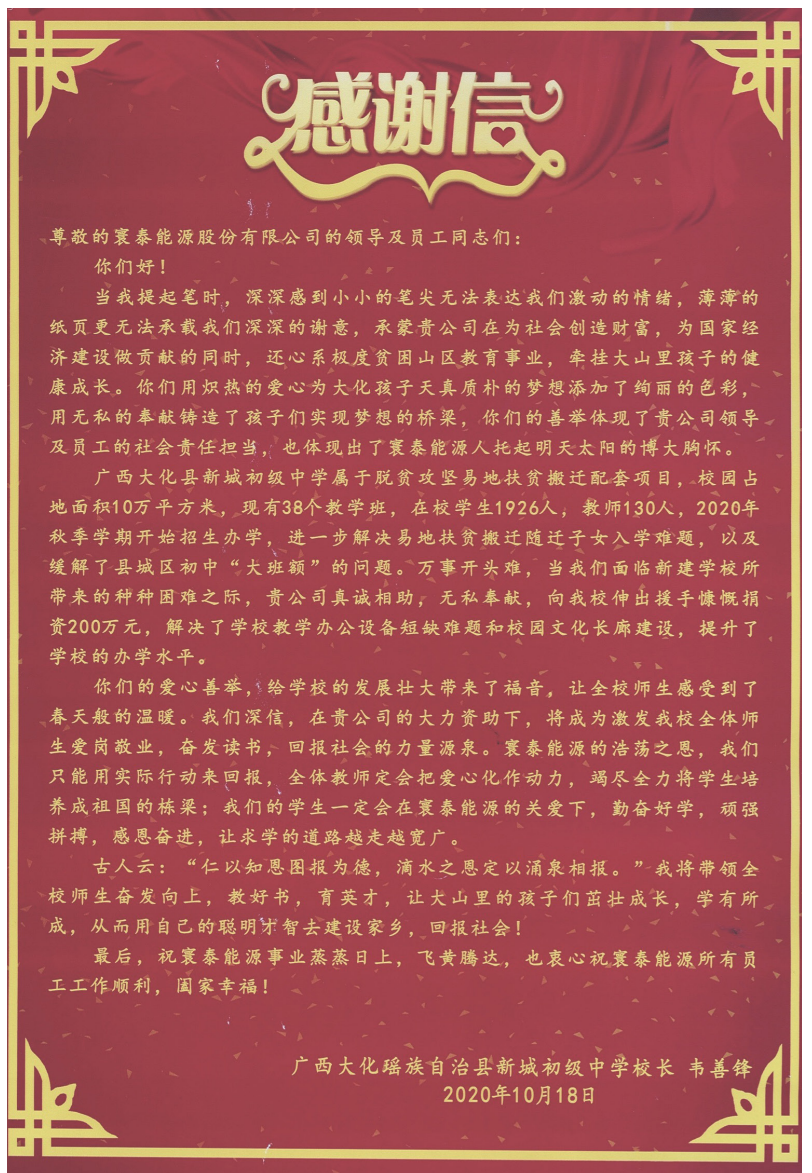 感谢信
尊敬的寰泰能源股份有限公司的领导及员工同志们：
你们好！
当我提起笔时，深深感到小小的笔尖无法表达我们激动的情绪，薄薄的
纸页更无法承载我们深深的谢意，承蒙贵公司在为社会创造财富，为国家经
济建设做贡献的同时，还心系极度贫困山区教育事业，牵挂大山里孩子的健
康成长。你们用炽热的爱心为大化孩子天真质朴的梦想添加了绚丽的色彩，
用无私的奉献铸造了孩子们实现梦想的桥梁，你们的善举体现了贵公司领导
及员工的社会责任担当，也体现出了寰泰能源人托起明天太阳的博大胸怀。
广西大化县新城初级中学属于脱贫攻坚易地扶贫搬迁配套项目，校园占
地面积10万平方米，现有38个教学班，在校学生1926人，教师130人，2020年
秋季学期开始招生办学，进一步解决易地扶贫搬迁随迁子女入学难题，以及
缓解了县城区初中“大班额”的问题。万事开头难，当我们面临新建学校所
带来的种种困难之际，贵公司真诚相助，无私奉献，向我校伸出援手慷慨捐
资200万元，解决了学校教学办公设备短缺难题和校园文化长廊建设，提升了
学校的办学水平。
你们的爱心善举，给学校的发展壮大带来了福音，让全校师生感受到了
春天般的温暖。我们深信，在贵公司的大力资助下，将成为激发我校全体师
生爱岗敬业，奋发读书，回报社会的力量源泉。寰泰能源的浩荡之恩，我们
只能用实际行动来回报，全体教师定会把爱心化作动力，竭尽全力将学生培
养成祖国的栋梁；我们的学生一定会在寰泰能源的关爱下，勤奋好学，顽强
拼搏，感恩奋进，让求学的道路越走越宽广。
古人云：“仁以知恩图报为德，滴水之恩定以涌泉相报。”我将带领全
校师生奋发向上，教好书，育英才，让大山里的孩子们茁壮成长，学有所
成，从而用自己的聪明才智去建设家乡，回报社会！
最后，祝寰泰能源事业蒸蒸日上，飞黄腾达，也衷心祝寰泰能源所有员
工工作顺利，阖家幸福！
广西大化瑶族自治县新城初级中学校长 韦善锋
2020年10月18日